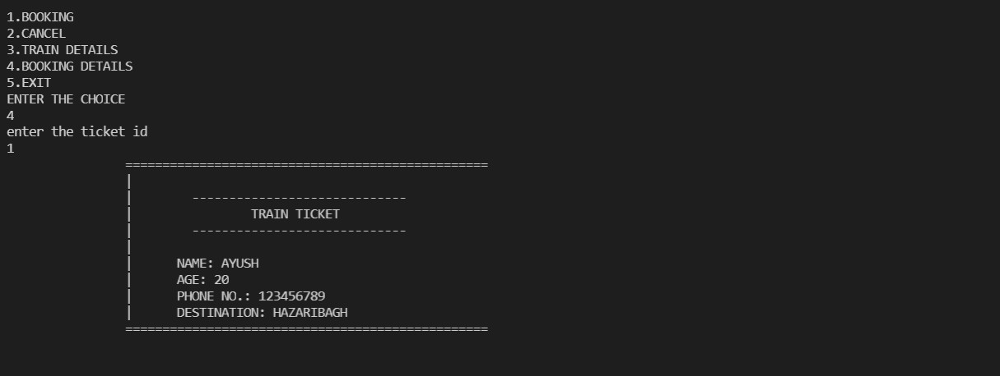 1.BOOKING
2.CANCEL
3.TRAIN DETAILS
4.BOOKING DETAILS
5.EXIT
ENTER THE CHOICE
4
enter the ticket id
1
=================================================
|
|        -----------------------------
|                TRAIN TICKET
|        -----------------------------
|
|      NAME: AYUSH
|      AGE: 20
|      PHONE NO.: 123456789
|      DESTINATION: HAZARIBAGH
=================================================